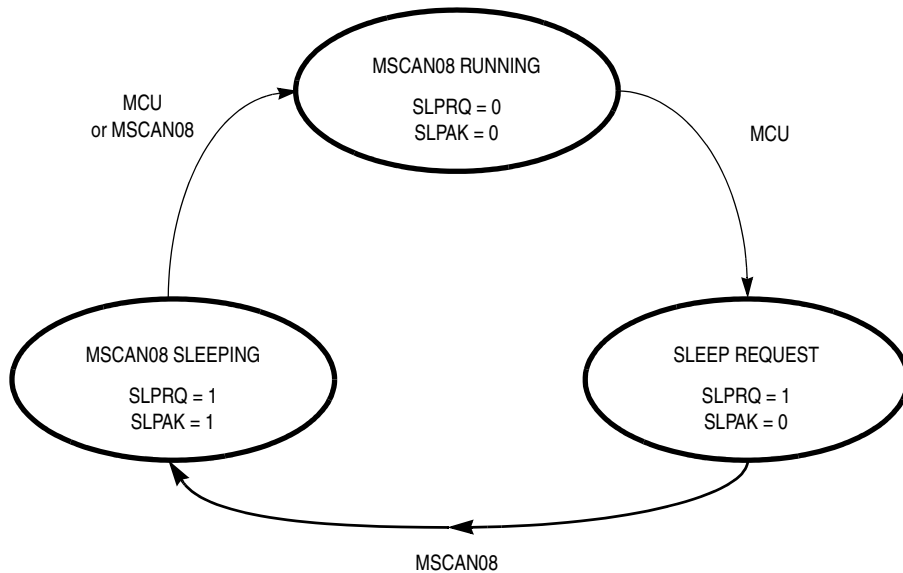 MSCAN08 RUNNING
SLPRQ = 0
SLPAK = 0
MCU
or MSCAN08
MCU
MSCAN08 SLEEPING
SLPRQ = 1
SLPAK = 1
SLEEP REQUEST
SLPRQ = 1
SLPAK = 0
MSCAN08